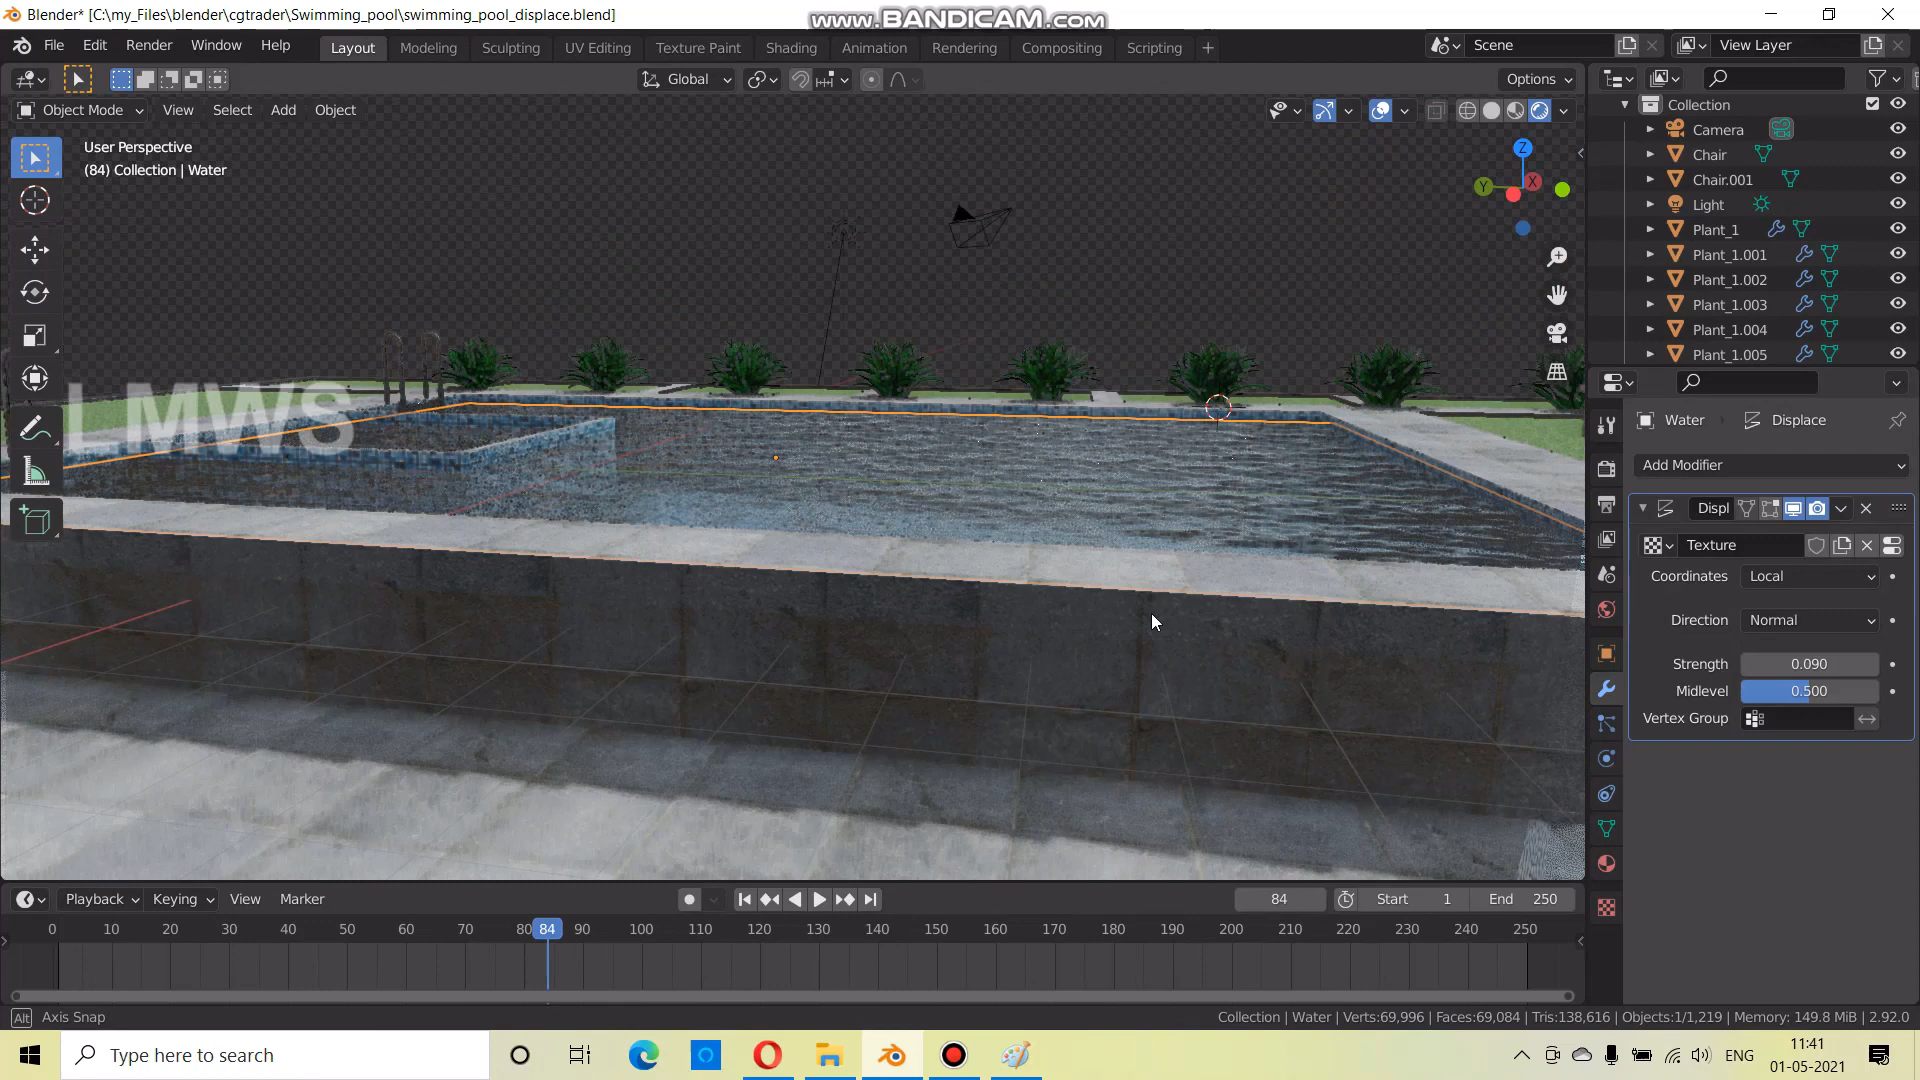 Blender* [C:\my_Files\blender\cgtrader\Swimming_pool\swimming_pool_displace.blend]
www.BANDICAM.com
File Edit Render Window Help
Layout Modeling Sculpting UV Editing Texture Paint Shading Animation Rendering Compositing Scripting +
Scene
View Layer
Global
Options
Object Mode View Select Add Object
User Perspective
(84) Collection | Water
Z
Y
X
LMWS
Collection
Camera
Chair
Chair.001
Light
Plant_1
Plant_1.001
Plant_1.002
Plant_1.003
Plant_1.004
Plant_1.005
Water Displace
Add Modifier
Displ
Texture
Coordinates Local
Direction Normal
Strength 0.090
Midlevel 0.500
Vertex Group
Playback Keying View Marker
84 Start 1 End 250
0 10 20 30 40 50 60 70 80 84 90 100 110 120 130 140 150 160 170 180 190 200 210 220 230 240 250
Alt Axis Snap
Collection | Water | Verts:69,996 | Faces:69,084 | Tris:138,616 | Objects:1/1,219 | Memory: 149.8 MiB | 2.92.0
Type here to search
ENG
11:41
01-05-2021